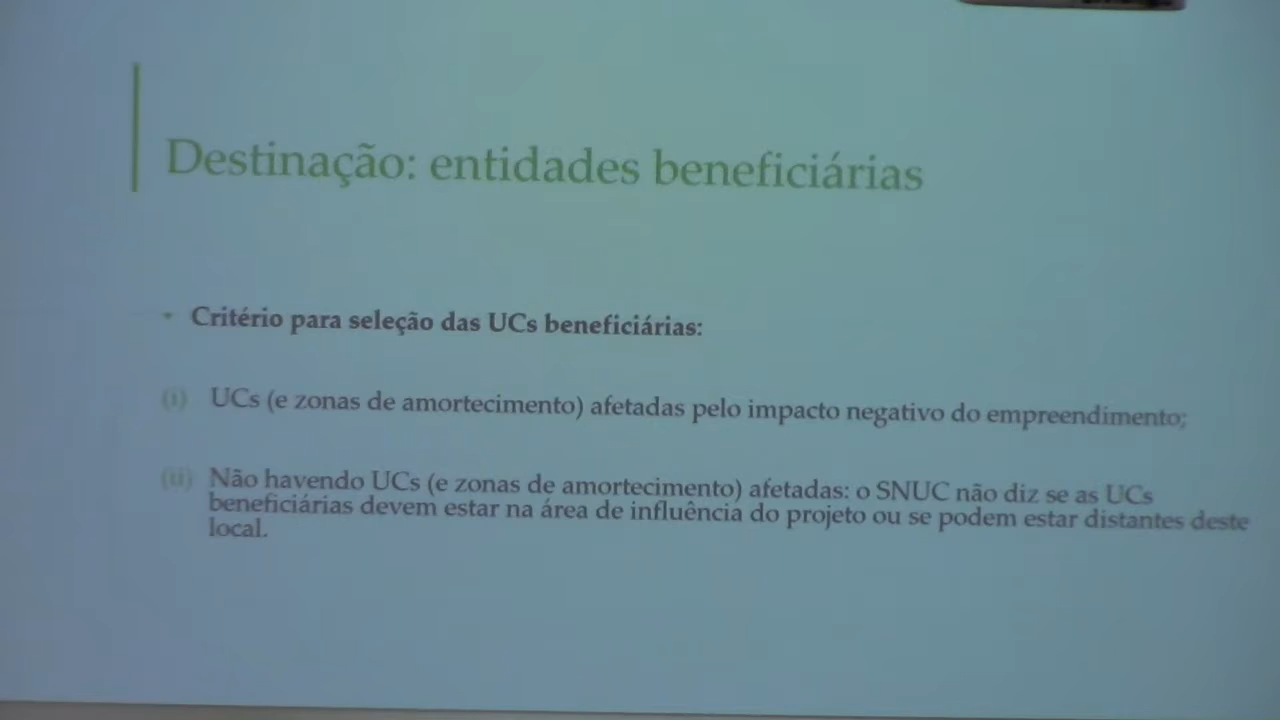 Destinação: entidades beneficiárias
Critério para seleção das UCs beneficiárias:
(i) UCs (e zonas de amortecimento) afetadas pelo impacto negativo do empreendimento;
(ii) Não havendo UCs (e zonas de amortecimento) afetadas: o SNUC não diz se as UCs
beneficiárias devem estar na área de influência do projeto ou se podem estar distantes deste
local.